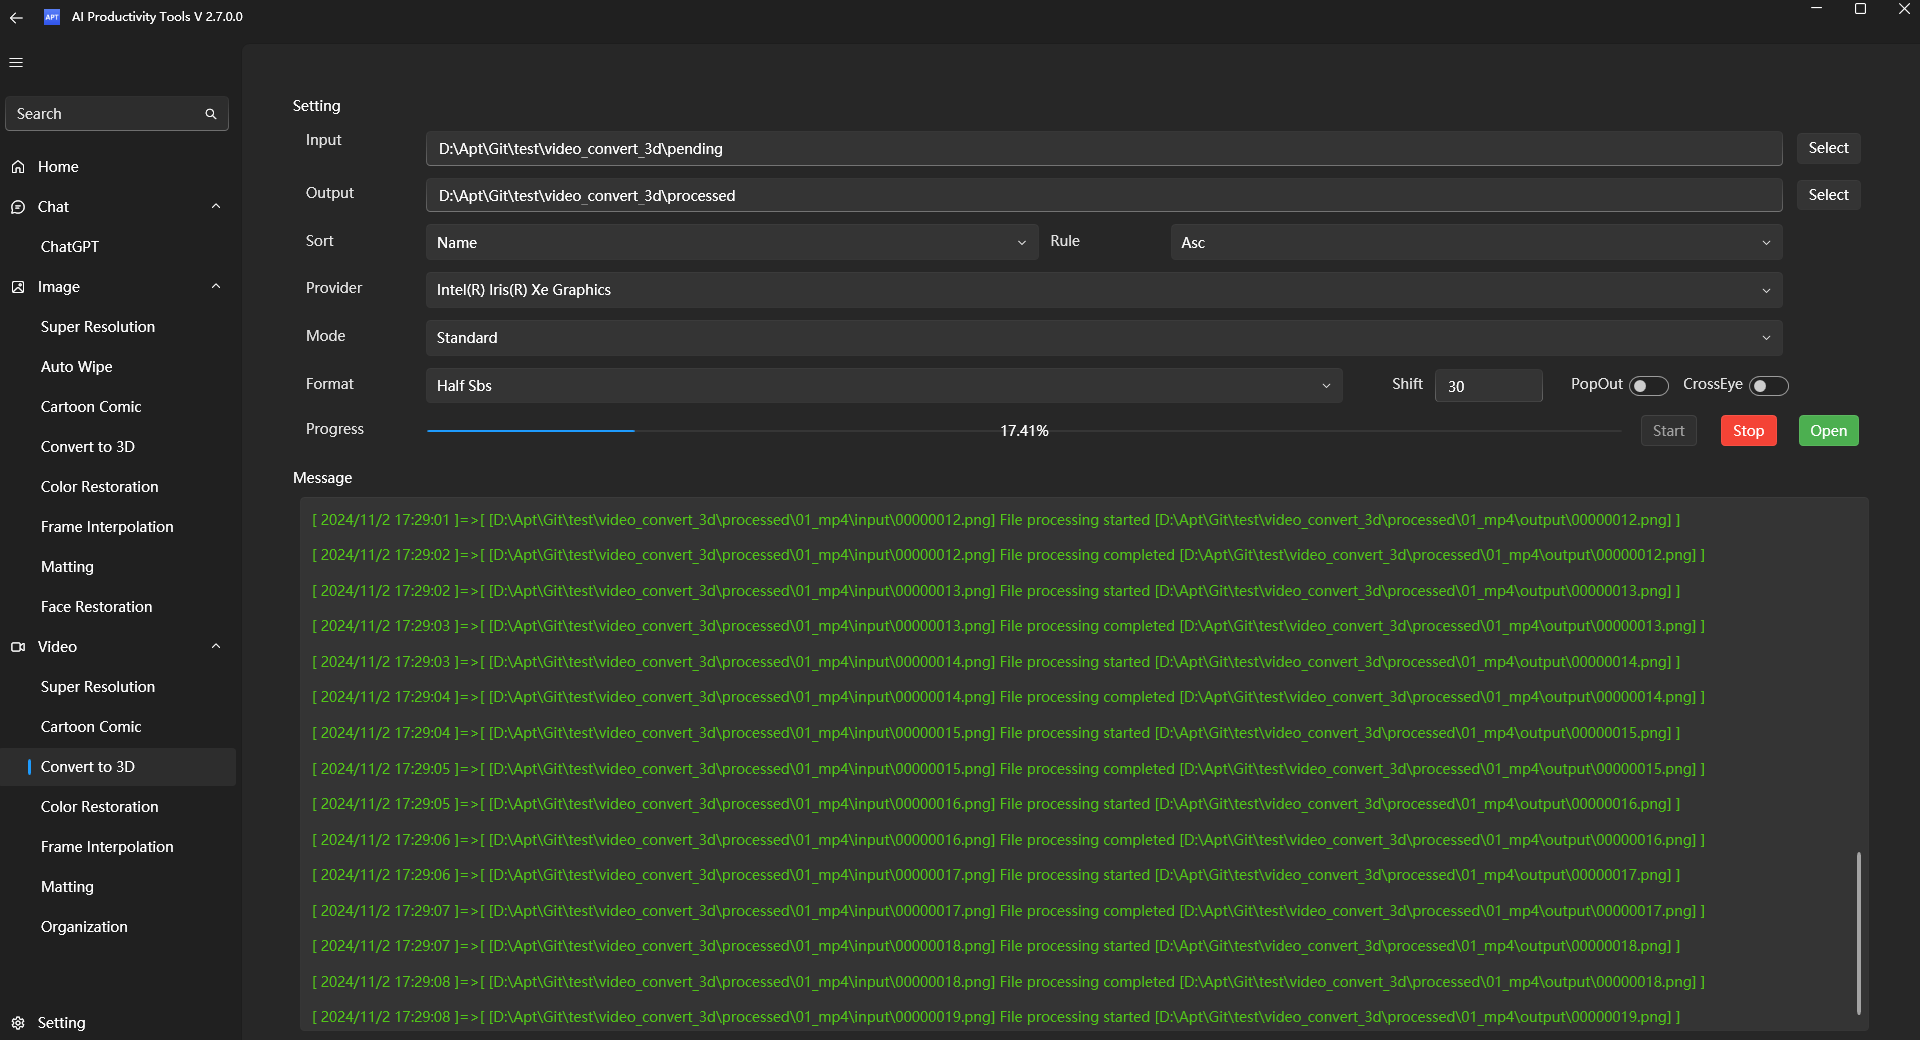 APT AI Productivity Tools V 2.7.0.0
Search
Home
Chat
ChatGPT
Image
Super Resolution
Auto Wipe
Cartoon Comic
Convert to 3D
Color Restoration
Frame Interpolation
Matting
Face Restoration
Video
Super Resolution
Cartoon Comic
Convert to 3D
Color Restoration
Frame Interpolation
Matting
Organization
Setting
Setting
Input D:\Apt\Git\test\video_convert_3d\pending Select
Output D:\Apt\Git\test\video_convert_3d\processed Select
Sort Name Rule Asc
Provider Intel(R) Iris(R) Xe Graphics
Mode Standard
Format Half Sbs Shift 30 PopOut CrossEye
Progress 17.41% Start Stop Open
Message
[ 2024/11/2 17:29:01 ]=>[ [D:\Apt\Git\test\video_convert_3d\processed\01_mp4\input\00000012.png] File processing started [D:\Apt\Git\test\video_convert_3d\processed\01_mp4\output\00000012.png] ]
[ 2024/11/2 17:29:02 ]=>[ [D:\Apt\Git\test\video_convert_3d\processed\01_mp4\input\00000012.png] File processing completed [D:\Apt\Git\test\video_convert_3d\processed\01_mp4\output\00000012.png] ]
[ 2024/11/2 17:29:02 ]=>[ [D:\Apt\Git\test\video_convert_3d\processed\01_mp4\input\00000013.png] File processing started [D:\Apt\Git\test\video_convert_3d\processed\01_mp4\output\00000013.png] ]
[ 2024/11/2 17:29:03 ]=>[ [D:\Apt\Git\test\video_convert_3d\processed\01_mp4\input\00000013.png] File processing completed [D:\Apt\Git\test\video_convert_3d\processed\01_mp4\output\00000013.png] ]
[ 2024/11/2 17:29:03 ]=>[ [D:\Apt\Git\test\video_convert_3d\processed\01_mp4\input\00000014.png] File processing started [D:\Apt\Git\test\video_convert_3d\processed\01_mp4\output\00000014.png] ]
[ 2024/11/2 17:29:04 ]=>[ [D:\Apt\Git\test\video_convert_3d\processed\01_mp4\input\00000014.png] File processing completed [D:\Apt\Git\test\video_convert_3d\processed\01_mp4\output\00000014.png] ]
[ 2024/11/2 17:29:04 ]=>[ [D:\Apt\Git\test\video_convert_3d\processed\01_mp4\input\00000015.png] File processing started [D:\Apt\Git\test\video_convert_3d\processed\01_mp4\output\00000015.png] ]
[ 2024/11/2 17:29:05 ]=>[ [D:\Apt\Git\test\video_convert_3d\processed\01_mp4\input\00000015.png] File processing completed [D:\Apt\Git\test\video_convert_3d\processed\01_mp4\output\00000015.png] ]
[ 2024/11/2 17:29:05 ]=>[ [D:\Apt\Git\test\video_convert_3d\processed\01_mp4\input\00000016.png] File processing started [D:\Apt\Git\test\video_convert_3d\processed\01_mp4\output\00000016.png] ]
[ 2024/11/2 17:29:06 ]=>[ [D:\Apt\Git\test\video_convert_3d\processed\01_mp4\input\00000016.png] File processing completed [D:\Apt\Git\test\video_convert_3d\processed\01_mp4\output\00000016.png] ]
[ 2024/11/2 17:29:06 ]=>[ [D:\Apt\Git\test\video_convert_3d\processed\01_mp4\input\00000017.png] File processing started [D:\Apt\Git\test\video_convert_3d\processed\01_mp4\output\00000017.png] ]
[ 2024/11/2 17:29:07 ]=>[ [D:\Apt\Git\test\video_convert_3d\processed\01_mp4\input\00000017.png] File processing completed [D:\Apt\Git\test\video_convert_3d\processed\01_mp4\output\00000017.png] ]
[ 2024/11/2 17:29:07 ]=>[ [D:\Apt\Git\test\video_convert_3d\processed\01_mp4\input\00000018.png] File processing started [D:\Apt\Git\test\video_convert_3d\processed\01_mp4\output\00000018.png] ]
[ 2024/11/2 17:29:08 ]=>[ [D:\Apt\Git\test\video_convert_3d\processed\01_mp4\input\00000018.png] File processing completed [D:\Apt\Git\test\video_convert_3d\processed\01_mp4\output\00000018.png] ]
[ 2024/11/2 17:29:08 ]=>[ [D:\Apt\Git\test\video_convert_3d\processed\01_mp4\input\00000019.png] File processing started [D:\Apt\Git\test\video_convert_3d\processed\01_mp4\output\00000019.png] ]